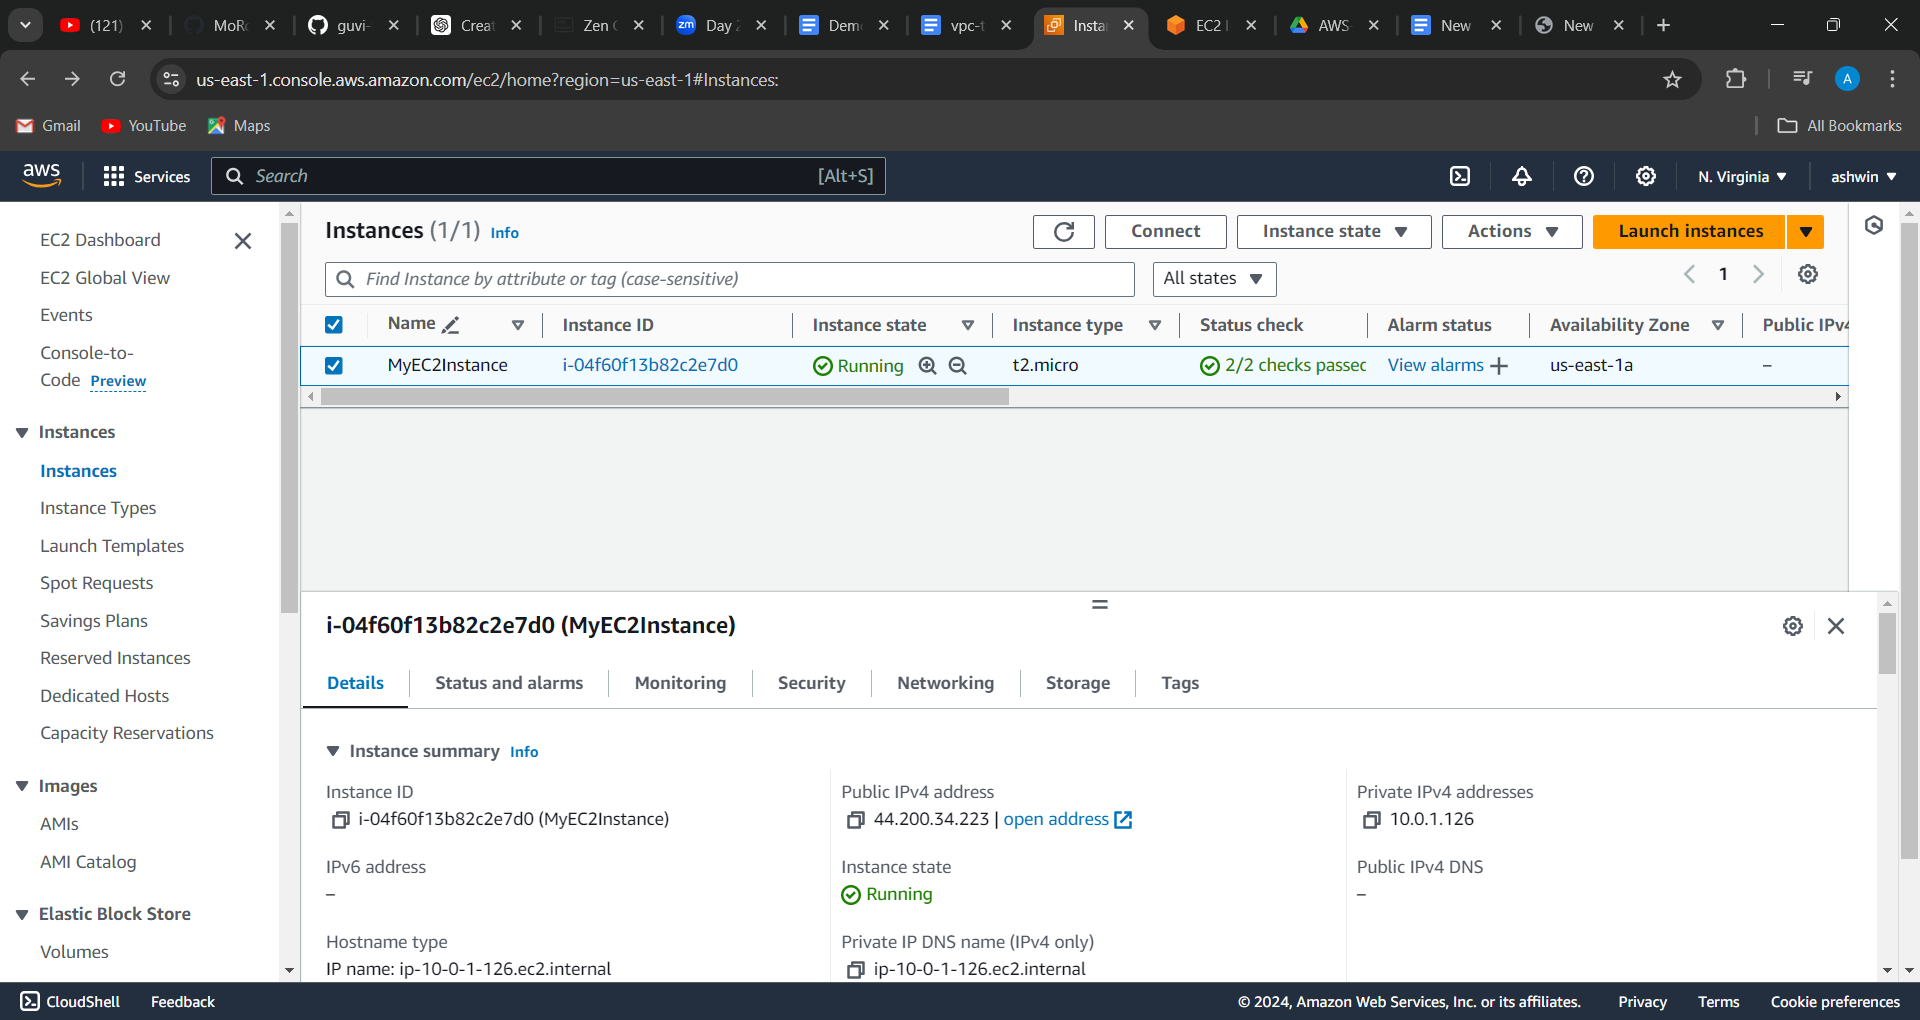 (121)
MoR
guvi-
Creat
Zen
zm Day
Dem
vpc-t
Insta
EC2 I
AWS
New
New
us-east-1.console.aws.amazon.com/ec2/home?region=us-east-1#Instances:
A
Gmail YouTube Maps
All Bookmarks
aws Services Search [Alt+S] N. Virginia ashwin
EC2 Dashboard
EC2 Global View
Events
Console-to-
Code Preview
Instances
Instances
Instance Types
Launch Templates
Spot Requests
Savings Plans
Reserved Instances
Dedicated Hosts
Capacity Reservations
Images
AMIs
AMI Catalog
Elastic Block Store
Volumes
Instances (1/1) Info Connect Instance state Actions Launch instances
Find Instance by attribute or tag (case-sensitive) All states 1
Name Instance ID Instance state Instance type Status check Alarm status Availability Zone Public IPv4
MyEC2Instance i-04f60f13b82c2e7d0 Running t2.micro 2/2 checks passec View alarms + us-east-1a –
i-04f60f13b82c2e7d0 (MyEC2Instance)
Details Status and alarms Monitoring Security Networking Storage Tags
Instance summary Info
Instance ID
i-04f60f13b82c2e7d0 (MyEC2Instance)
Public IPv4 address
44.200.34.223 | open address
Private IPv4 addresses
10.0.1.126
IPv6 address
–
Instance state
Running
Public IPv4 DNS
–
Hostname type
IP name: ip-10-0-1-126.ec2.internal
Private IP DNS name (IPv4 only)
ip-10-0-1-126.ec2.internal
CloudShell Feedback © 2024, Amazon Web Services, Inc. or its affiliates. Privacy Terms Cookie preferences